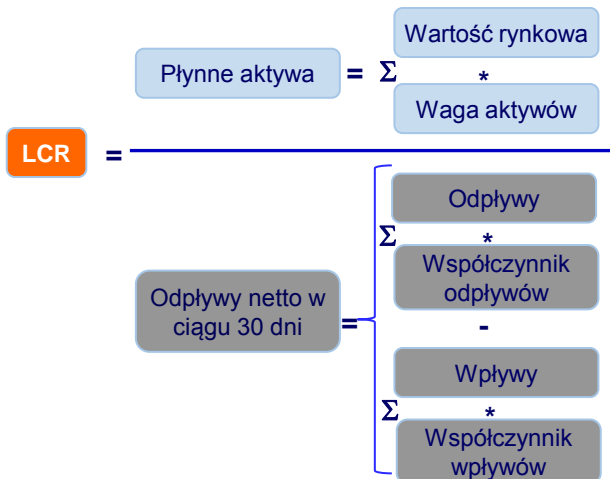 Wartość rynkowa
Płynne aktywa = Σ *
Waga aktywów
LCR =
Odpływy
Σ *
Współczynnik
odpływów
Odpływy netto w
ciągu 30 dni =
-
Wpływy
Σ *
Współczynnik
wpływów